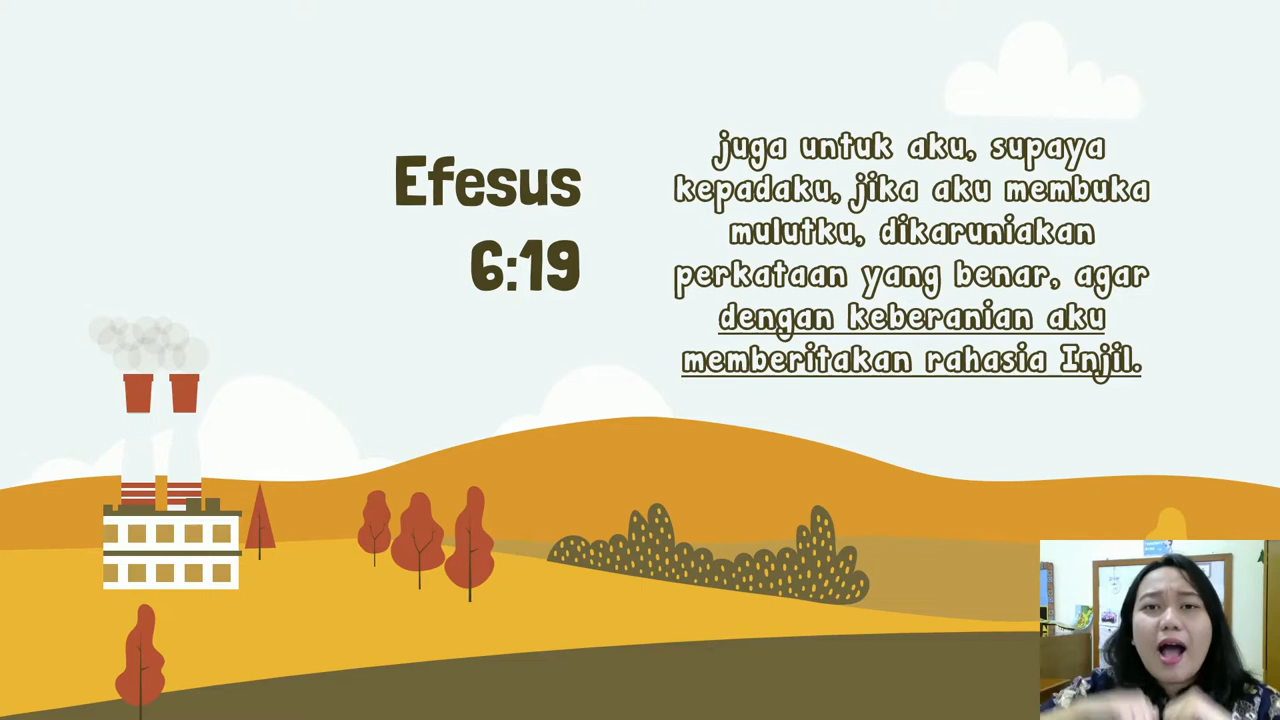 Efesus
6:19
juga untuk aku, supaya
kepadaku, jika aku membuka
mulutku, dikaruniakan
perkataan yang benar, agar
dengan keberanian aku
memberitakan rahasia Injil.